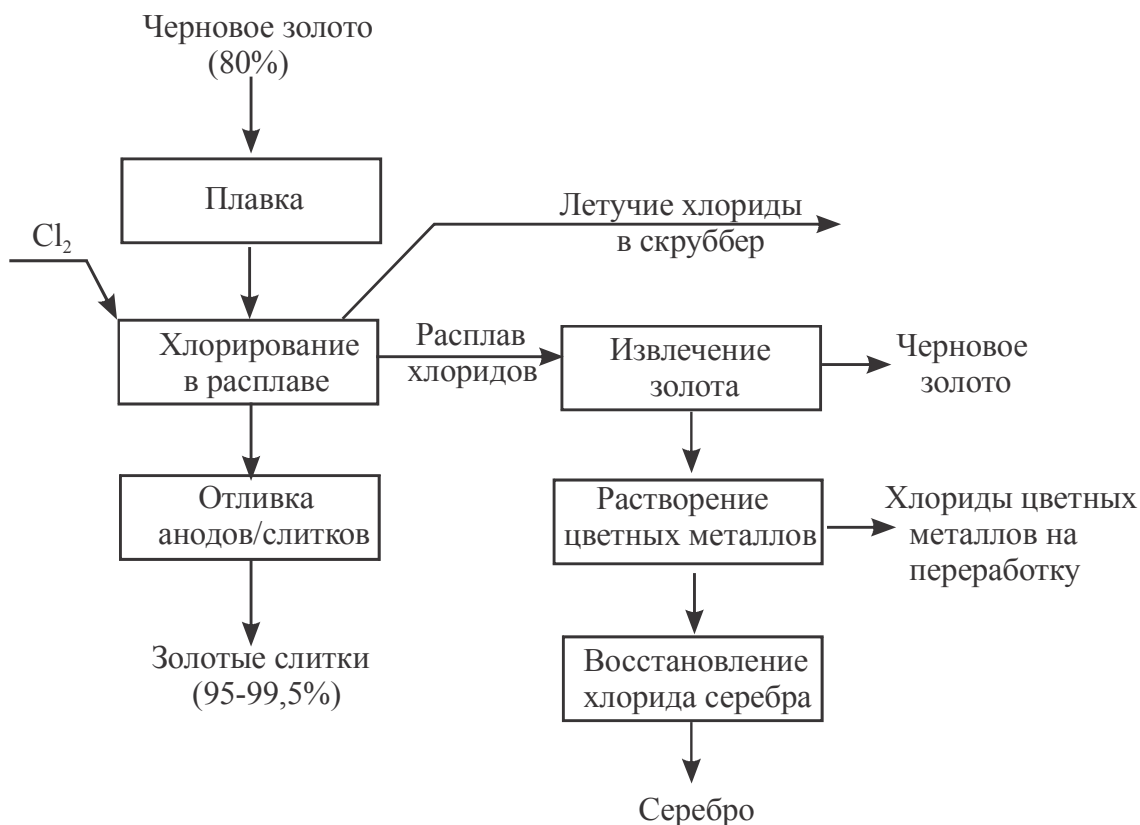 Черновое золото
(80%)
Плавка
Cl₂
Летучие хлориды
в скруббер
Хлорирование
в расплаве
Расплав
хлоридов
Извлечение
золота
Черновое
золото
Отливка
анодов/слитков
Растворение
цветных металлов
Хлориды цветных
металлов на
переработку
Золотые слитки
(95-99,5%)
Восстановление
хлорида серебра
Серебро